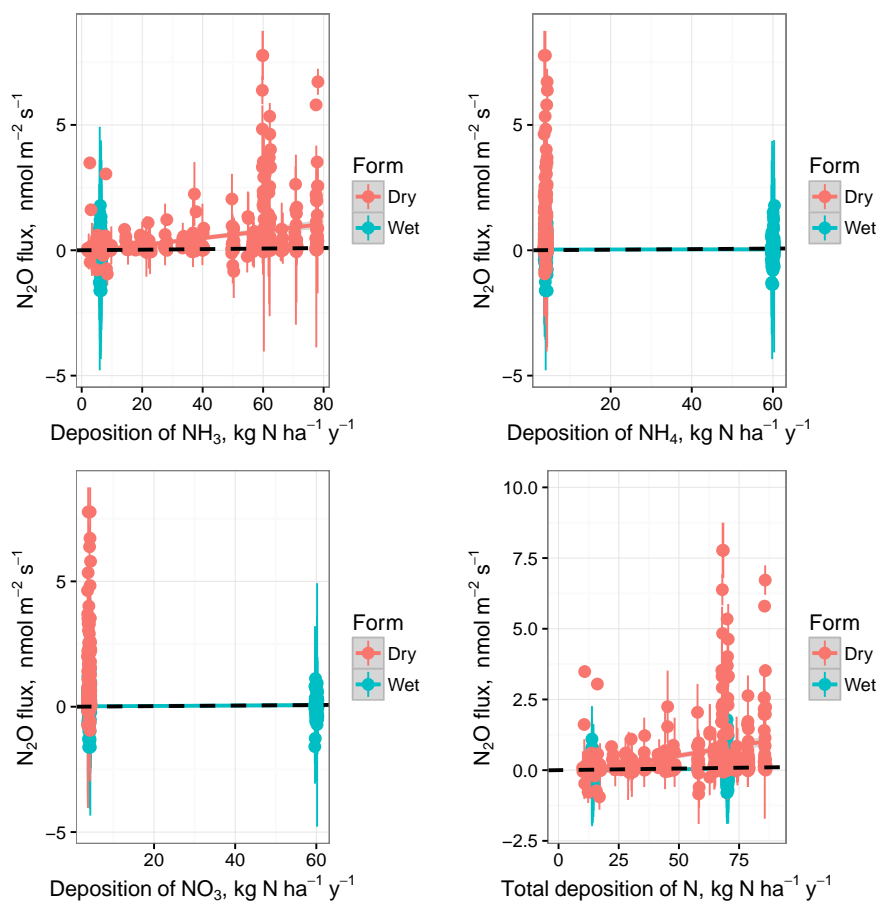 N₂O flux, nmol m⁻² s⁻¹
5
0
−5
0 20 40 60 80
Deposition of NH₃, kg N ha⁻¹ y⁻¹
Form
Dry
Wet
N₂O flux, nmol m⁻² s⁻¹
5
0
−5
20 40 60
Deposition of NH₄, kg N ha⁻¹ y⁻¹
Form
Dry
Wet
N₂O flux, nmol m⁻² s⁻¹
5
0
−5
20 40 60
Deposition of NO₃, kg N ha⁻¹ y⁻¹
Form
Dry
Wet
N₂O flux, nmol m⁻² s⁻¹
10.0
7.5
5.0
2.5
0.0
−2.5
0 25 50 75
Total deposition of N, kg N ha⁻¹ y⁻¹
Form
Dry
Wet